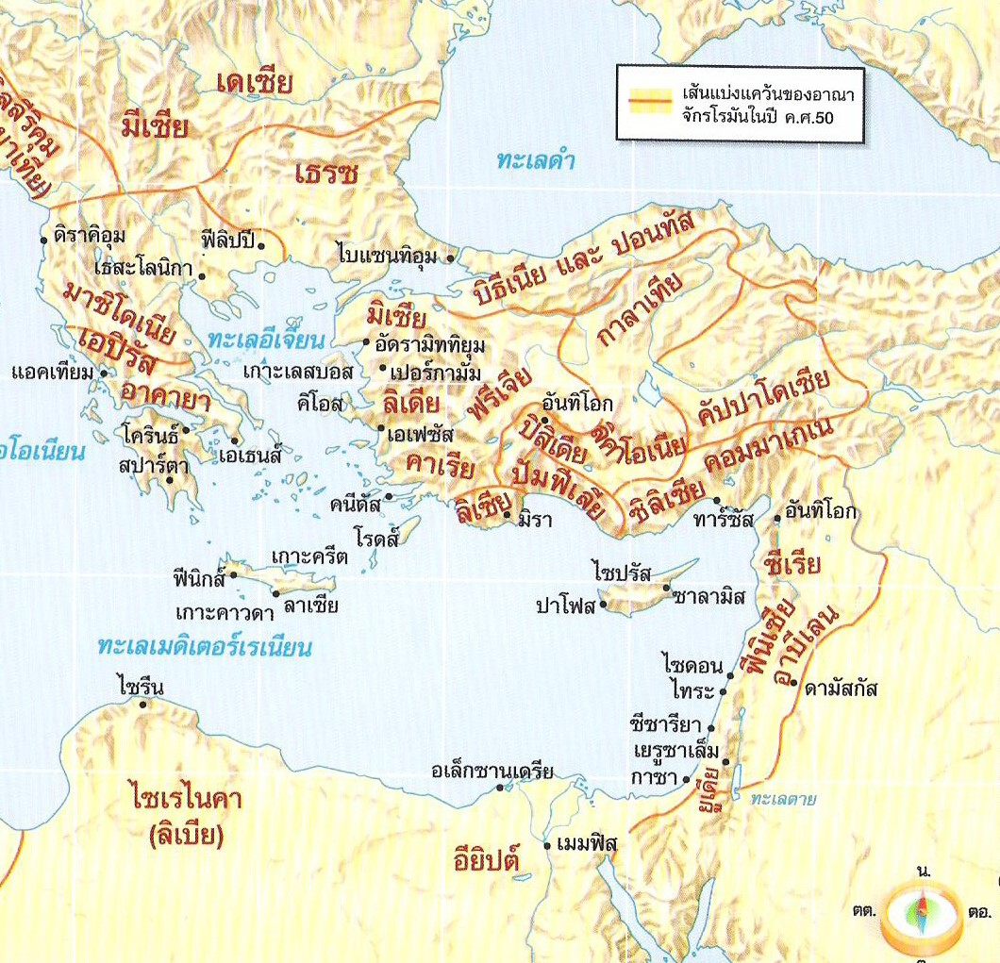 เดเซีย
เส้นแบ่งแคว้นของอาณา
จักรโรมันในปี ค.ศ.50
มีเซีย
ทะเลดำ
เธรซ
ดิราคิอุม
ฟีลิปปี
ไบแซนทิอุม
บิธีเนีย และ ปอนทัส
เธสะโลนิกา
มาซิโดเนีย
มิเซีย
กาลาเทีย
ทะเลอีเจียน
เอปิรัส
อัดรามิททิยุม
แอคเทียม
เกาะเลสบอส
เปอร์กามัม
อาคายา
คิโอส
ลิเดีย
ฟรีเจีย
อันทิโอก
คัปปาโดเซีย
โครินธ์
เอเฟซัส
ปิสิเดีย
โอโอเนียน
เอเธนส์
คอมมาเกเน
สปาร์ตา
คาเรีย
ปัมฟีเลีย
คนีดัส
ลิเซีย
มิรา
ซิลิเซีย
ทาร์ซัส
อันทิโอก
โรดส์
เกาะครีต
ซีเรีย
ฟีนิกส์
ไซปรัส
ซาลามิส
ลาเซีย
เกาะคาวดา
ปาโฟส
ฟีนิเซีย
อาบีเลน
ทะเลเมดิเตอร์เรเนียน
ไซดอน
ไซรีน
ไทระ
ดามัสกัส
ซีซารียา
เยรูซาเล็ม
กาซา
อเล็กซานเดรีย
ยูเดีย
ทะเลตาย
ไซเรไนคา
(ลิเบีย)
เมมฟิส
อียิปต์
น.
ตต.
ตอ.